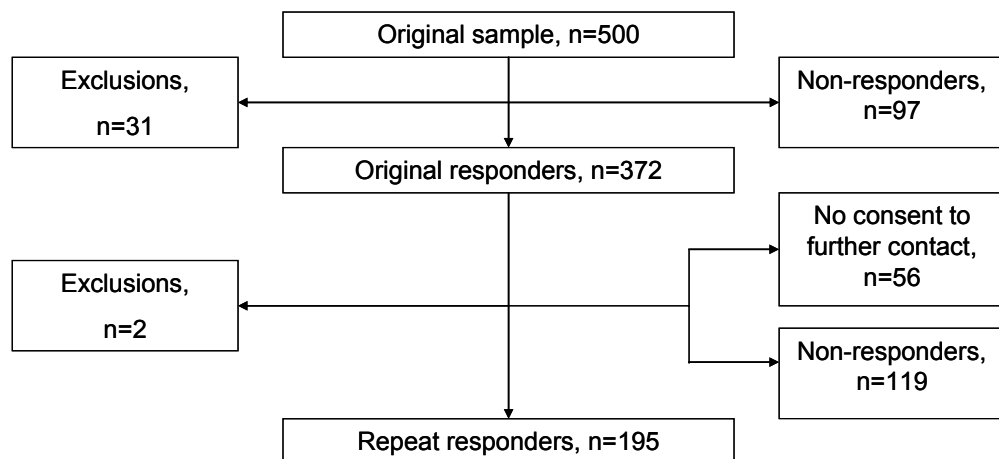 Original sample, n=500
Exclusions,
n=31
Non-responders,
n=97
Original responders, n=372
No consent to
further contact,
n=56
Exclusions,
n=2
Non-responders,
n=119
Repeat responders, n=195